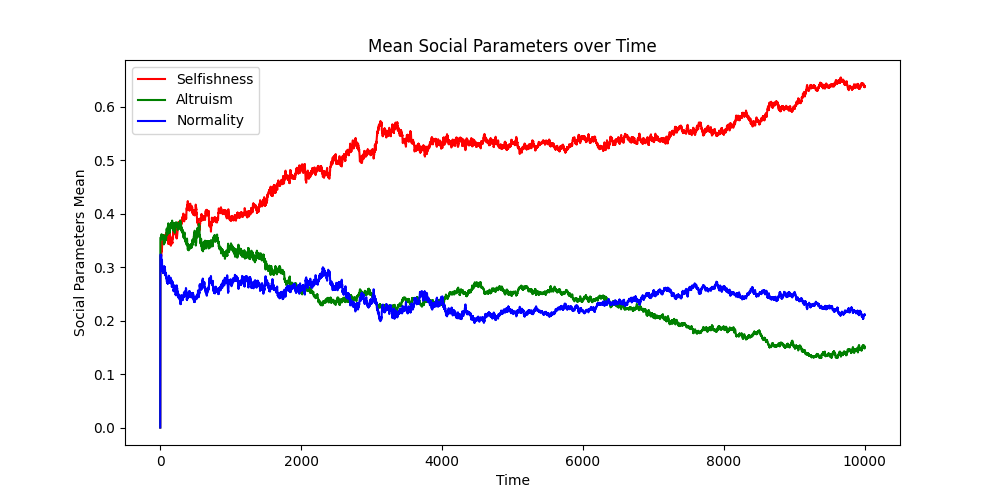 Mean Social Parameters over Time
Selfishness
Altruism
Normality
Social Parameters Mean
0.6
0.5
0.4
0.3
0.2
0.1
0.0
0
2000
4000
6000
8000
10000
Time